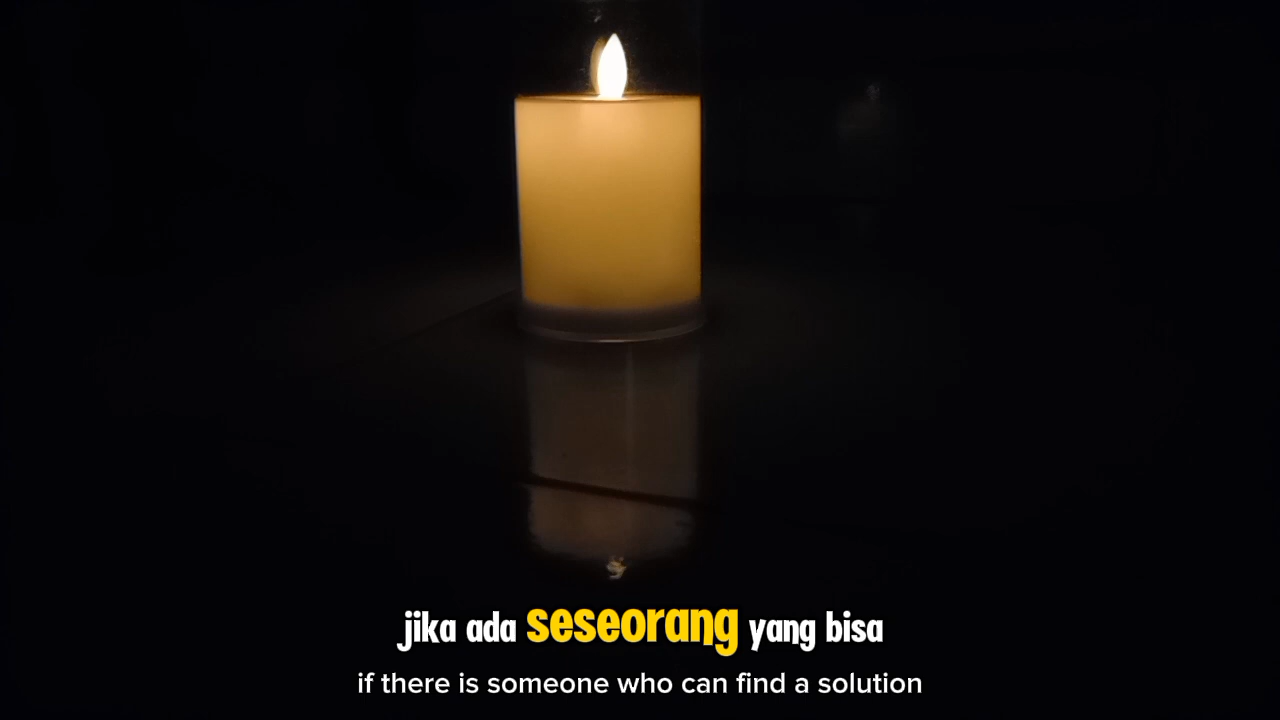 jika ada seseorang yang bisa
if there is someone who can find a solution